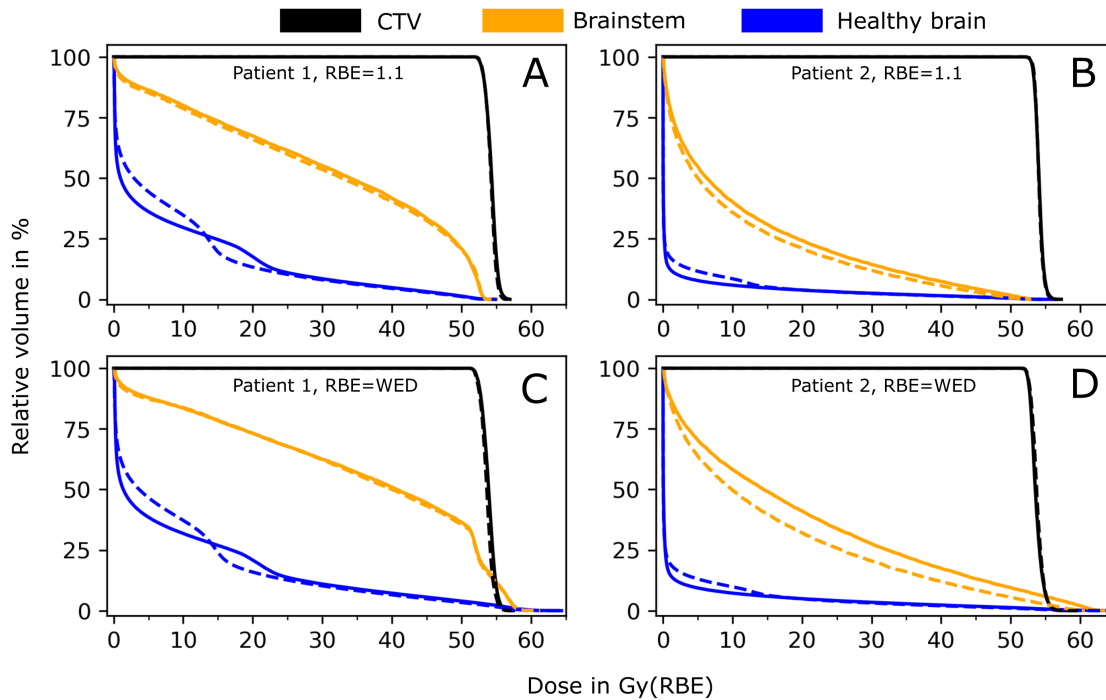 CTV Brainstem Healthy brain
Relative volume in %
Patient 1, RBE=1.1 A
100
75
50
25
0
0 10 20 30 40 50 60
Patient 2, RBE=1.1 B
100
75
50
25
0
0 10 20 30 40 50 60
Patient 1, RBE=WED C
100
75
50
25
0
0 10 20 30 40 50 60
Patient 2, RBE=WED D
100
75
50
25
0
0 10 20 30 40 50 60
Dose in Gy(RBE)